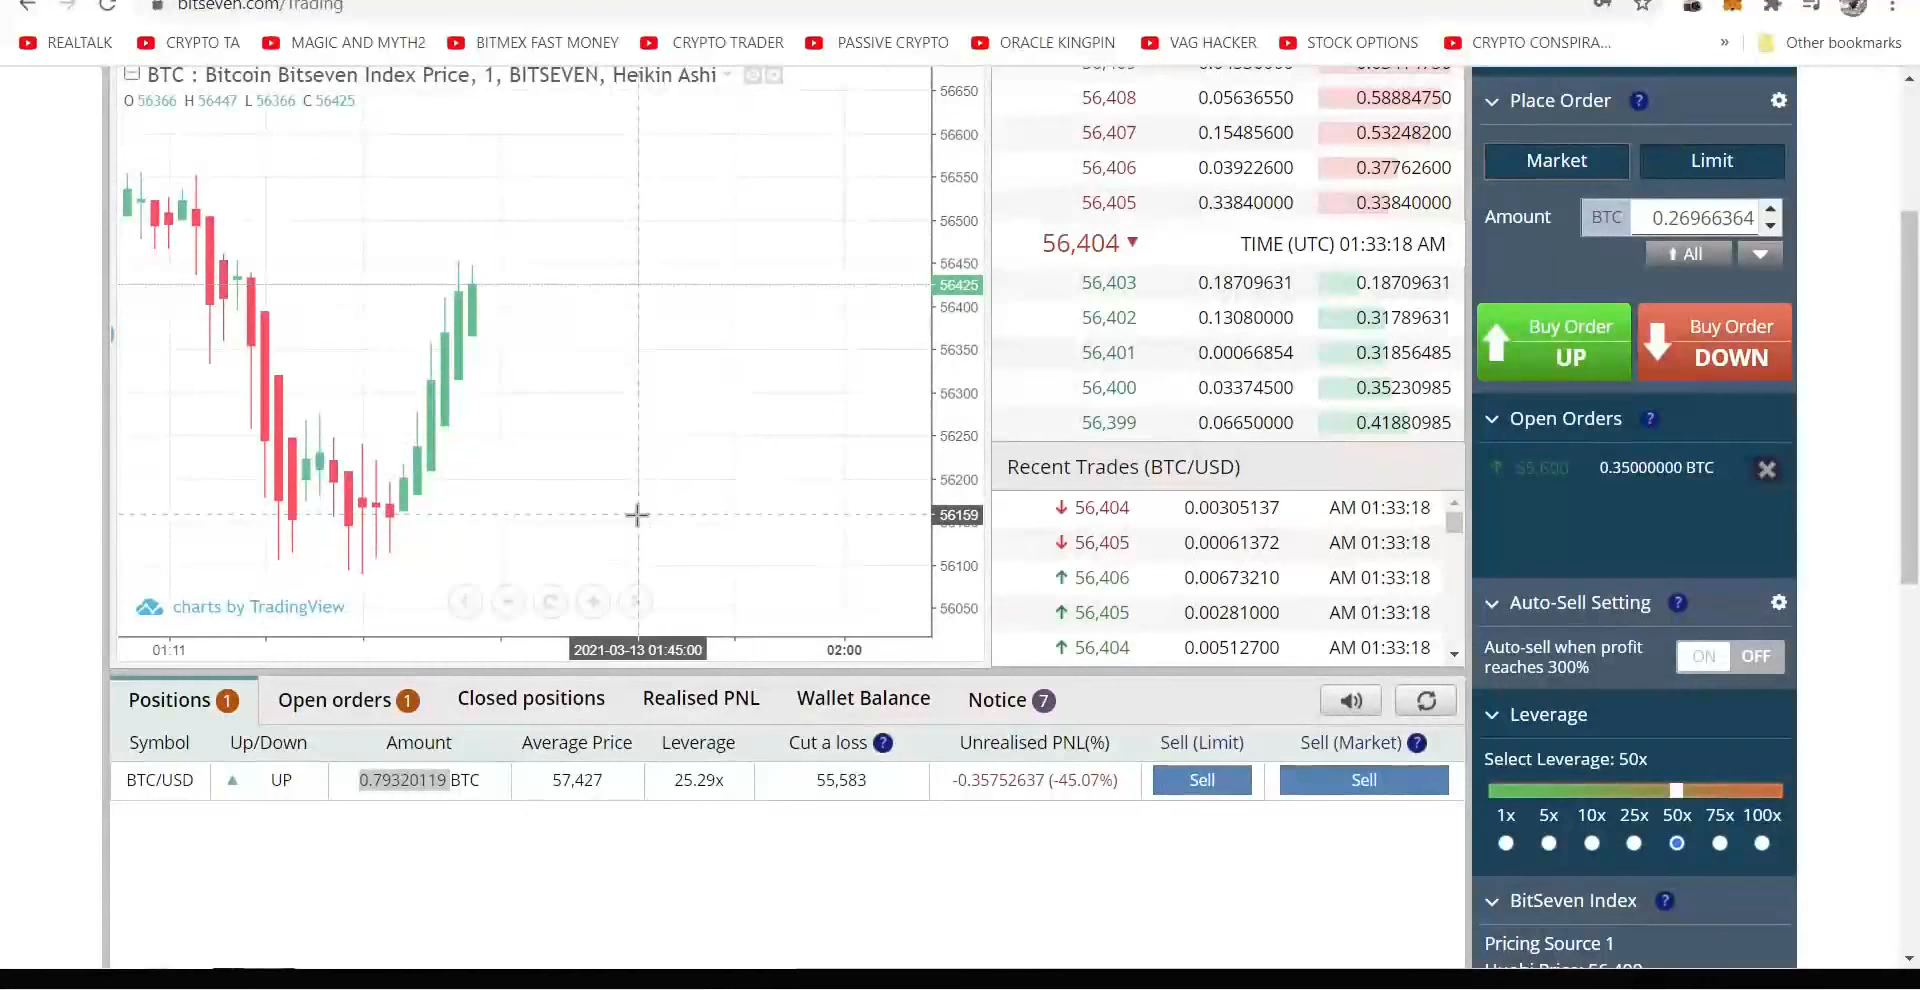 bitseven.com/Trading
REALTALK
CRYPTO TA
MAGIC AND MYTH2
BITMEX FAST MONEY
CRYPTO TRADER
PASSIVE CRYPTO
ORACLE KINGPIN
VAG HACKER
STOCK OPTIONS
CRYPTO CONSPIRA...
»
Other bookmarks
BTC : Bitcoin Bitseven Index Price, 1, BITSEVEN, Heikin Ashi
O 56366 H 56447 L 56366 C 56425
56650
56600
56550
56500
56450
56425
56400
56350
56300
56250
56200
56159
56100
56050
charts by TradingView
01:11
2021-03-13 01:45:00
02:00
56,408 0.05636550 0.58884750
56,407 0.15485600 0.53248200
56,406 0.03922600 0.37762600
56,405 0.33840000 0.33840000
56,404 ▼ TIME (UTC) 01:33:18 AM
56,403 0.18709631 0.18709631
56,402 0.13080000 0.31789631
56,401 0.00066854 0.31856485
56,400 0.03374500 0.35230985
56,399 0.06650000 0.41880985
Recent Trades (BTC/USD)
↓ 56,404 0.00305137 AM 01:33:18
↓ 56,405 0.00061372 AM 01:33:18
↑ 56,406 0.00673210 AM 01:33:18
↑ 56,405 0.00281000 AM 01:33:18
↑ 56,404 0.00512700 AM 01:33:18
Place Order ?
Market
Limit
Amount BTC 0.26966364
All
Buy Order
UP
Buy Order
DOWN
Open Orders ?
55,600 0.35000000 BTC
Auto-Sell Setting ?
Auto-sell when profit
reaches 300%
ON OFF
Leverage
Select Leverage: 50x
1x 5x 10x 25x 50x 75x 100x
BitSeven Index ?
Pricing Source 1
Positions 1
Open orders 1
Closed positions
Realised PNL
Wallet Balance
Notice 7
Symbol Up/Down Amount Average Price Leverage Cut a loss ? Unrealised PNL(%) Sell (Limit) Sell (Market) ?
BTC/USD ▲ UP 0.79320119 BTC 57,427 25.29x 55,583 -0.35752637 (-45.07%) Sell Sell